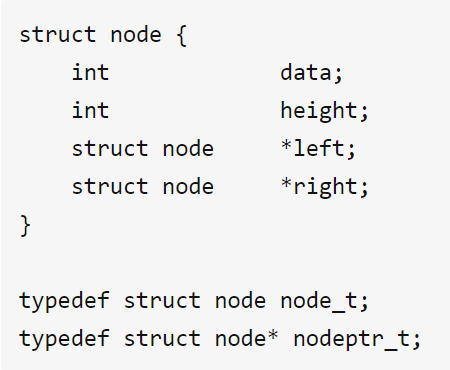 struct node {
    int            data;
    int            height;
    struct node    *left;
    struct node    *right;
}

typedef struct node node_t;
typedef struct node* nodeptr_t;